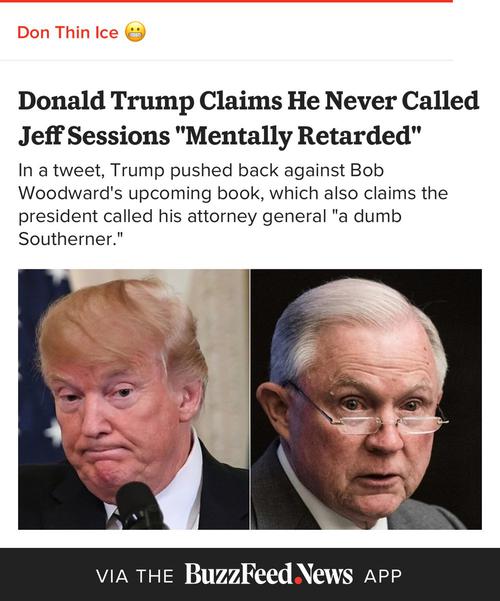 Don Thin Ice 😬
Donald Trump Claims He Never Called
Jeff Sessions "Mentally Retarded"
In a tweet, Trump pushed back against Bob
Woodward's upcoming book, which also claims the
president called his attorney general "a dumb
Southerner."
VIA THE BuzzFeed.News APP